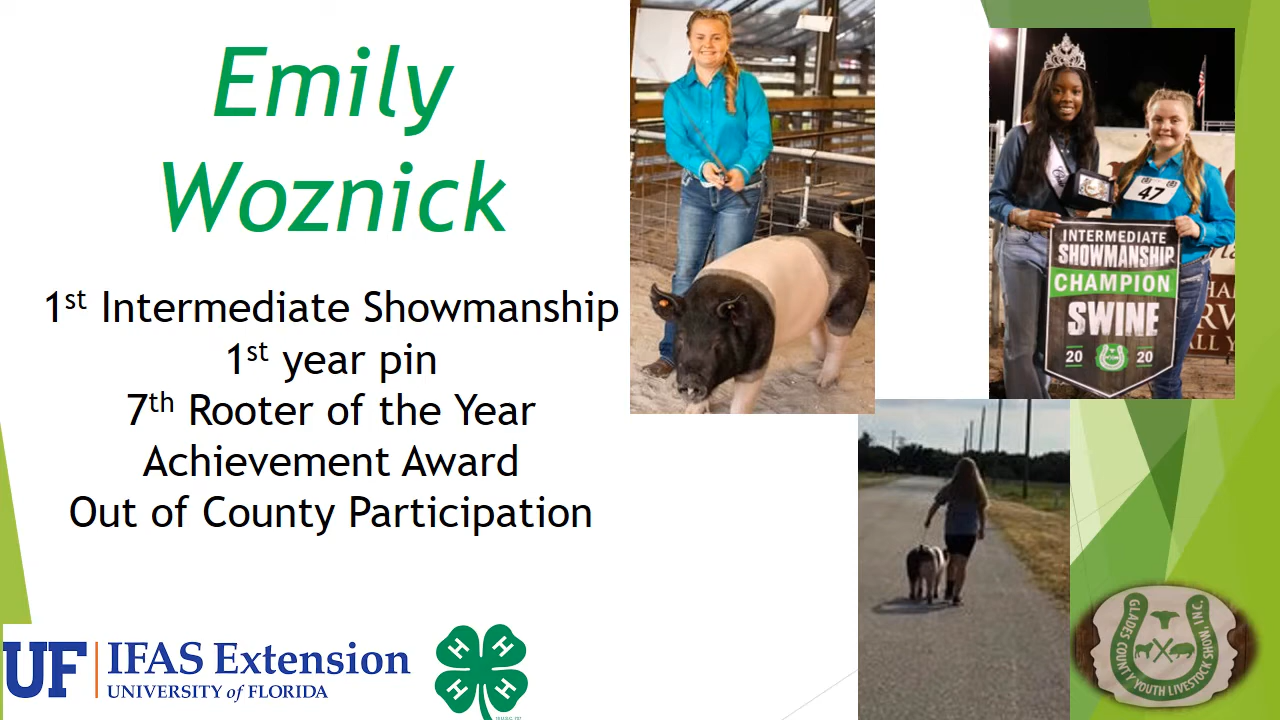 Emily
Woznick
1st Intermediate Showmanship
1st year pin
7th Rooter of the Year
Achievement Award
Out of County Participation
47
INTERMEDIATE
SHOWMANSHIP
CHAMPION
SWINE
20 20
UF IFAS Extension
UNIVERSITY of FLORIDA
H H
H H
GLADES COUNTY YOUTH LIVESTOCK SHOW, INC.